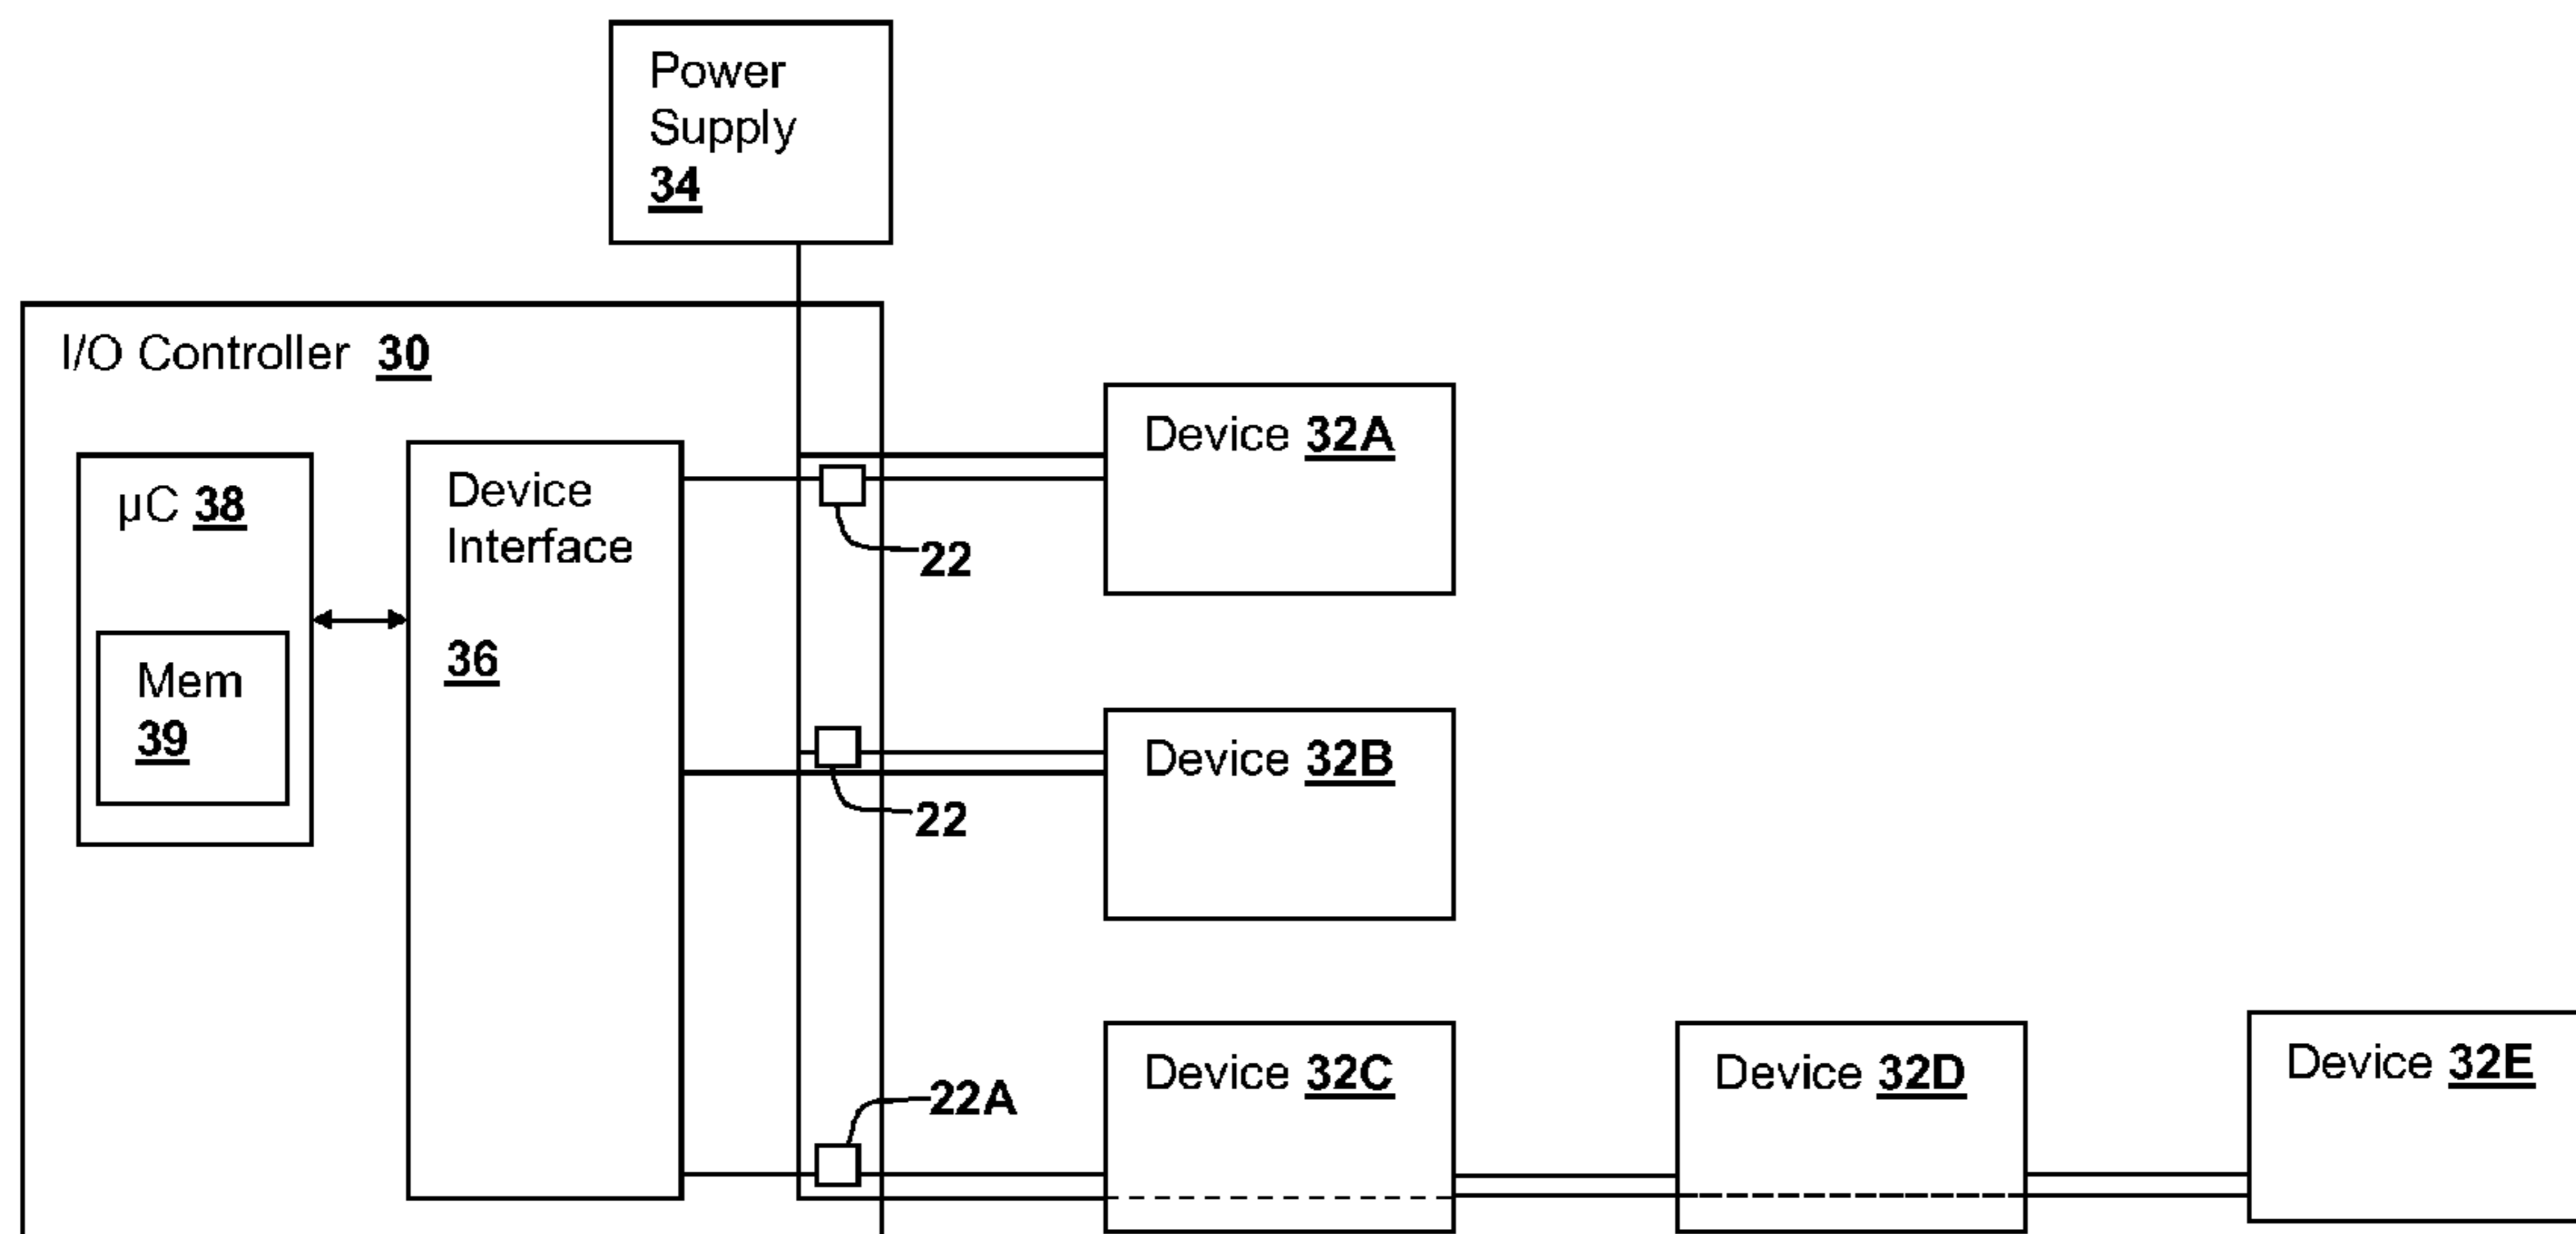 Power
Supply
34
I/O Controller 30
Device 32A
µC 38
Device
Interface
22
36
Mem
39
Device 32B
22
22A
Device 32C
Device 32D
Device 32E